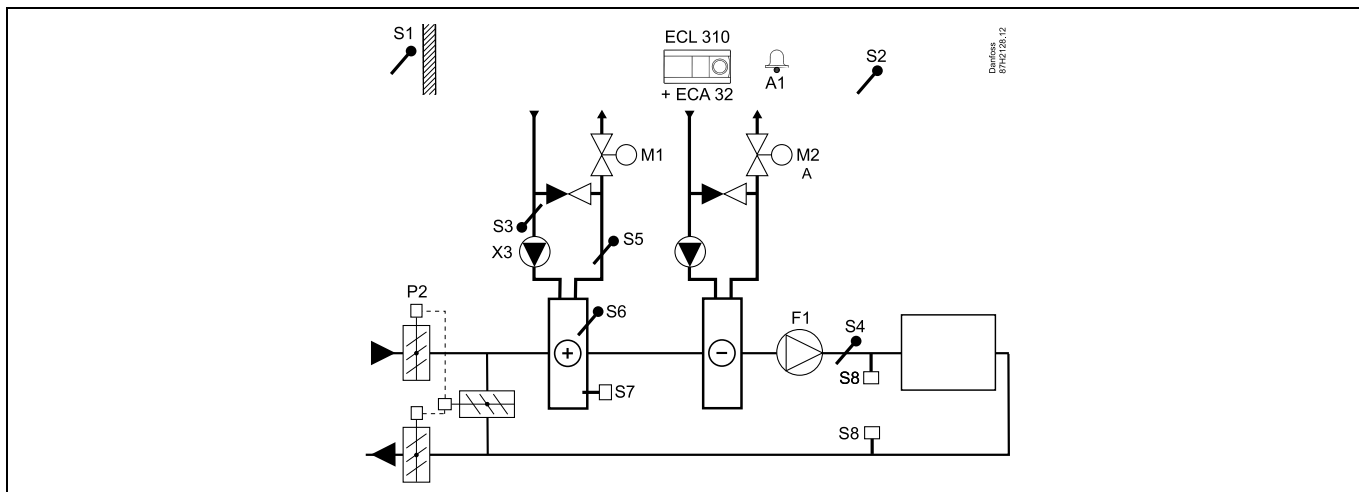 S1
ECL 310
+ ECA 32
A1
S2
Danfoss
87H2128.12
M1
M2
A
S3
X3
S5
P2
S6
S7
F1
S4
S8
S8
+
−